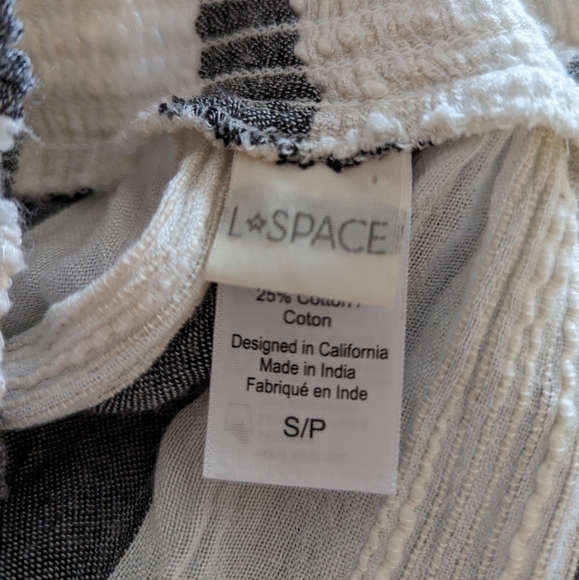 L☆SPACE
25% Cotton /
Coton
Designed in California
Made in India
Fabriqué en Inde
S/P